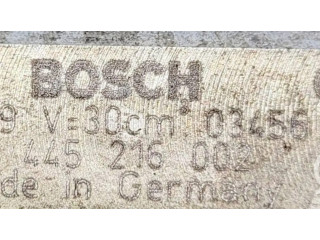 BOSCH
9 V=30cm³ 03456
445 216 002
de in Germany